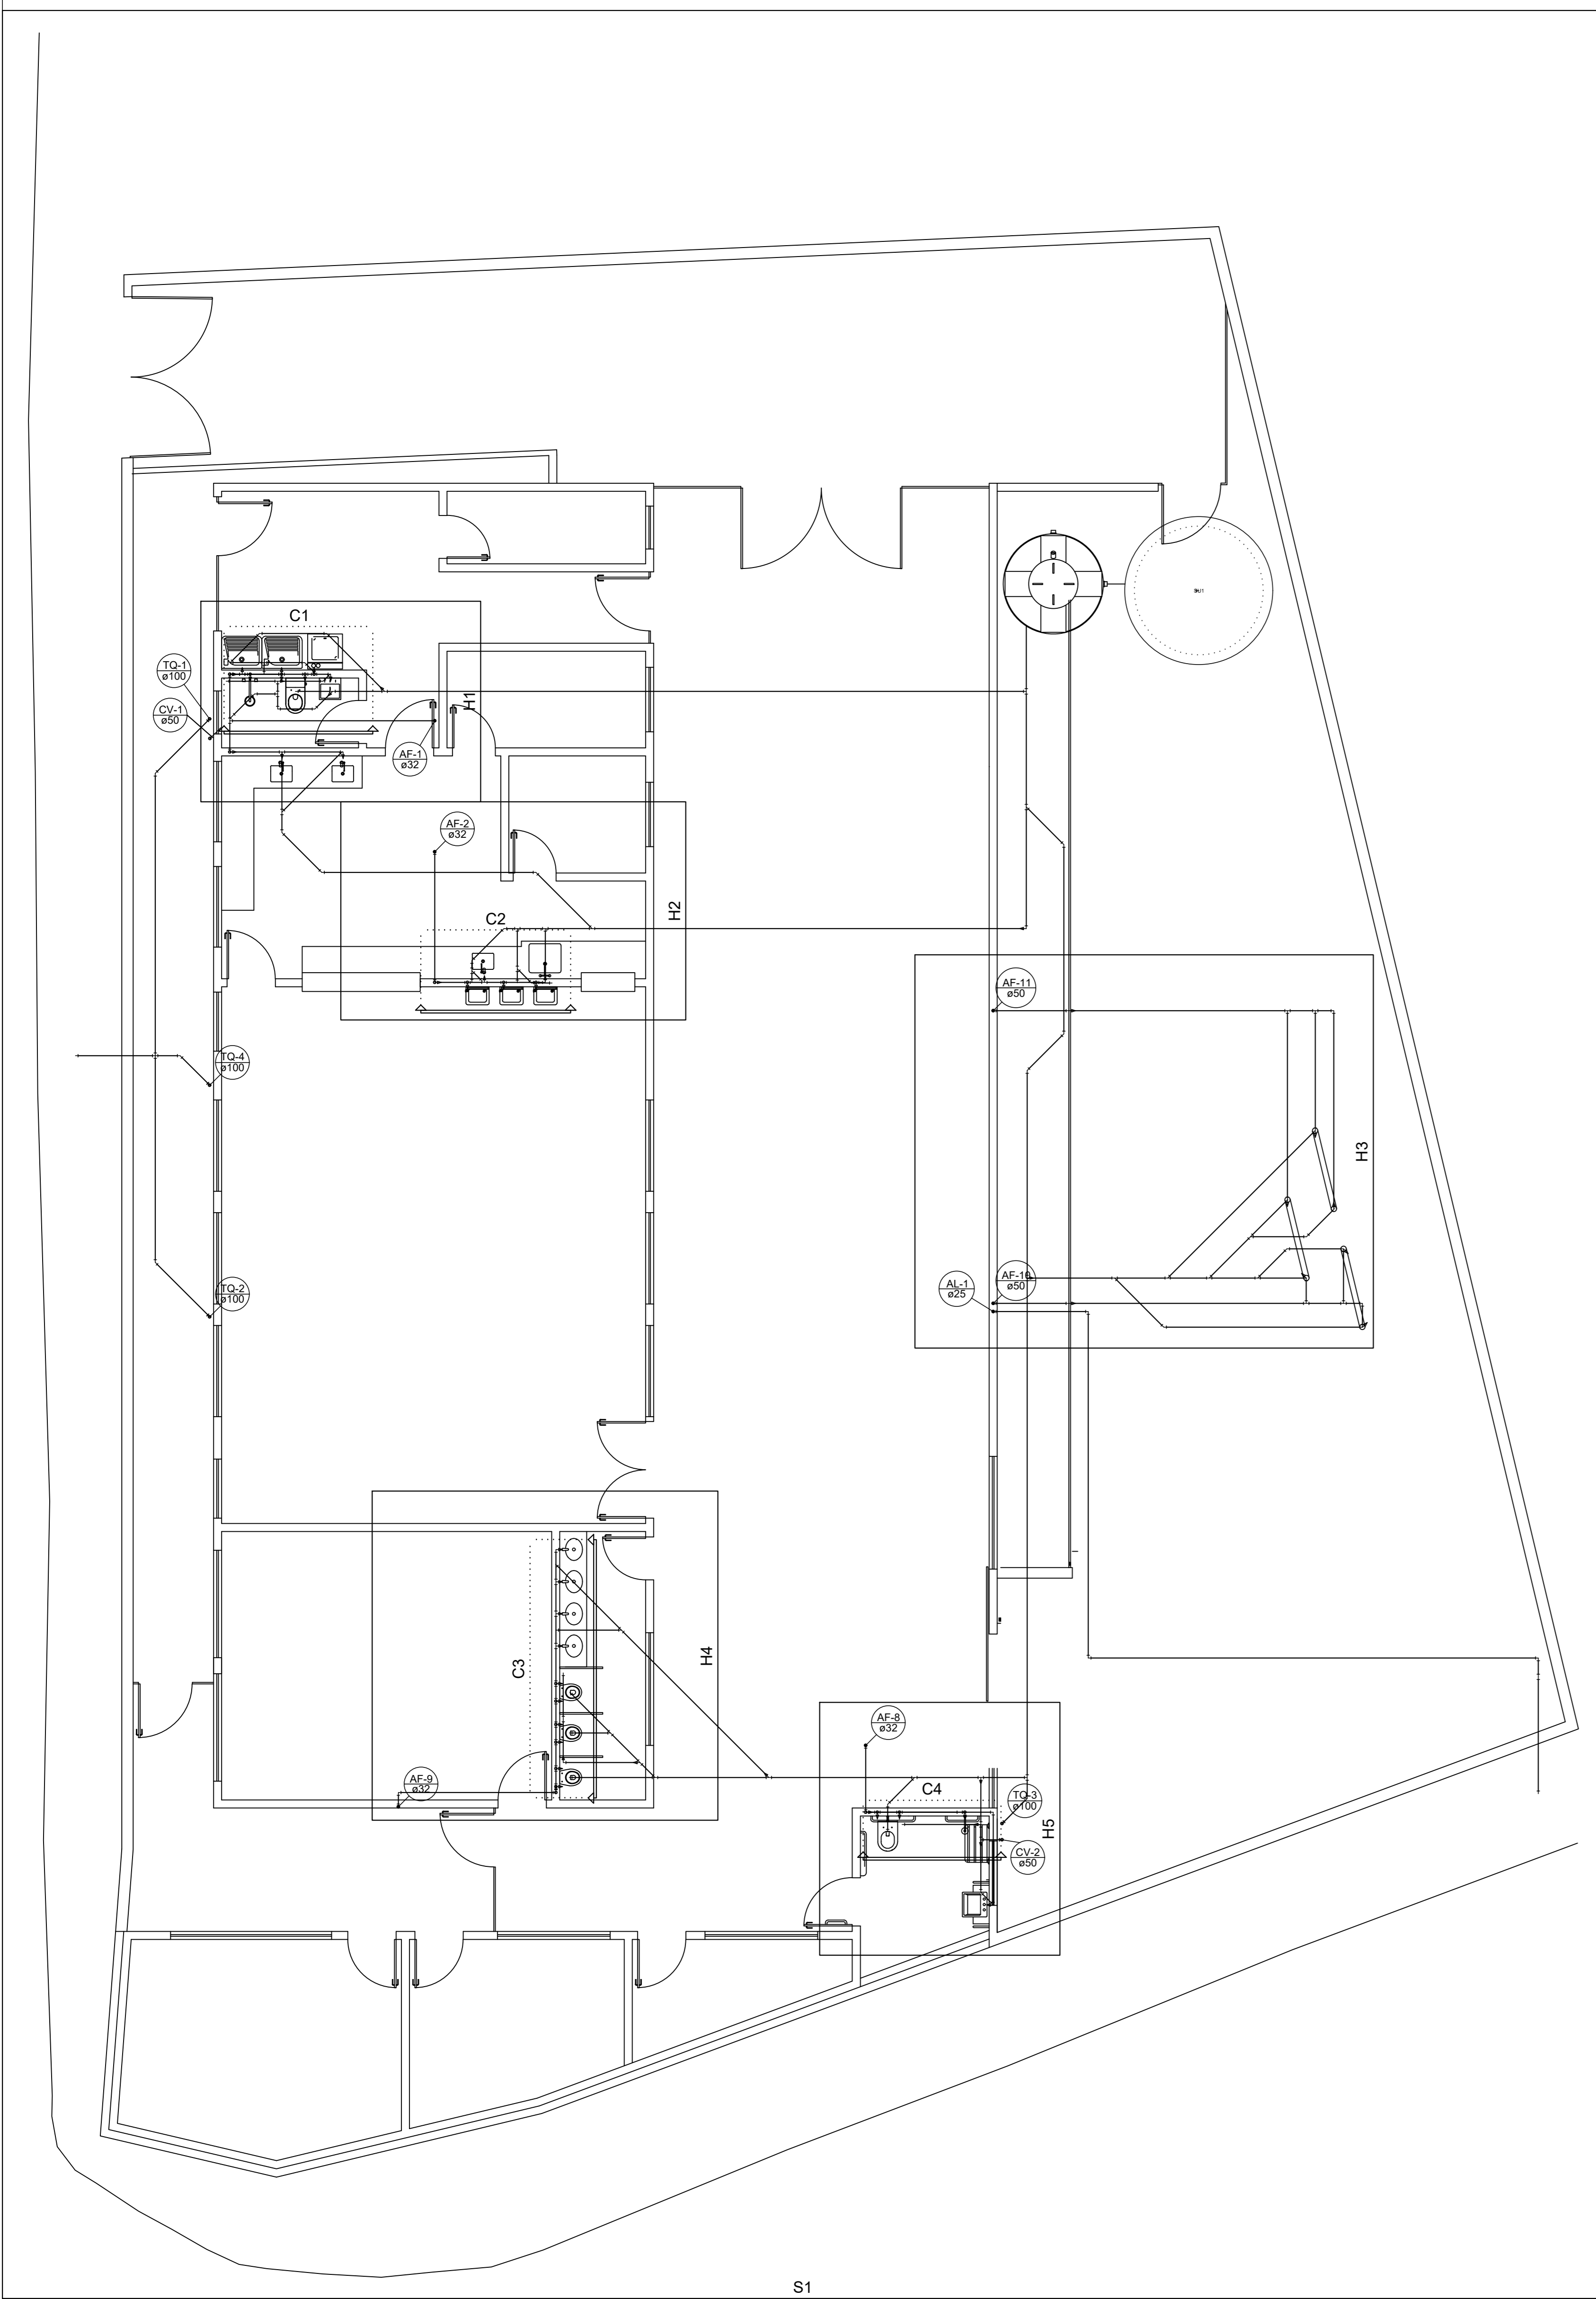 SU1
C1
TQ-1
ø100
H1
CV-1
ø50
AF-1
ø32
AF-2
ø32
H2
C2
AF-11
ø50
TQ-4
ø100
H3
AL-1
ø25
AF-10
ø50
TQ-2
ø100
C3
H4
AF-8
ø32
AF-9
ø32
C4
TQ-3
ø100
H5
CV-2
ø50
S1